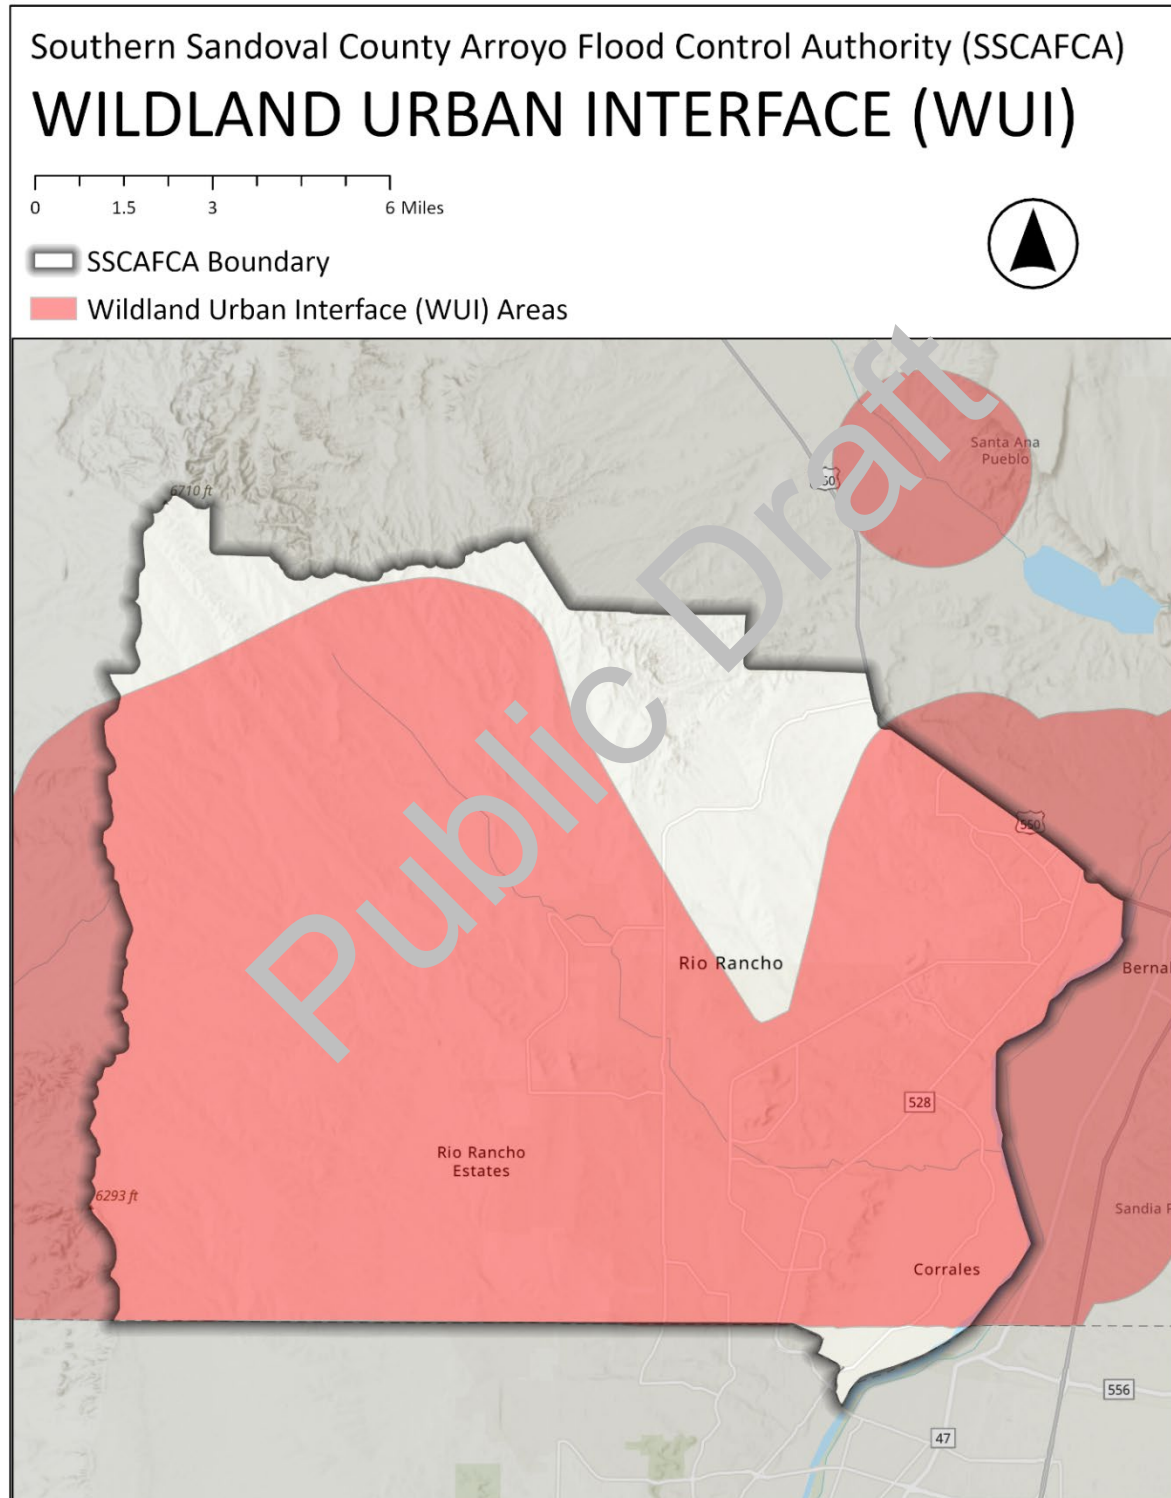 Southern Sandoval County Arroyo Flood Control Authority (SSCAFCA)
WILDLAND URBAN INTERFACE (WUI)
0 1.5 3 6 Miles
SSCAFCA Boundary
Wildland Urban Interface (WUI) Areas
Public Draft
Santa Ana
Pueblo
6710 ft
550
Rio Rancho
528
Rio Rancho
Estates
6293 ft
Corrales
556
47